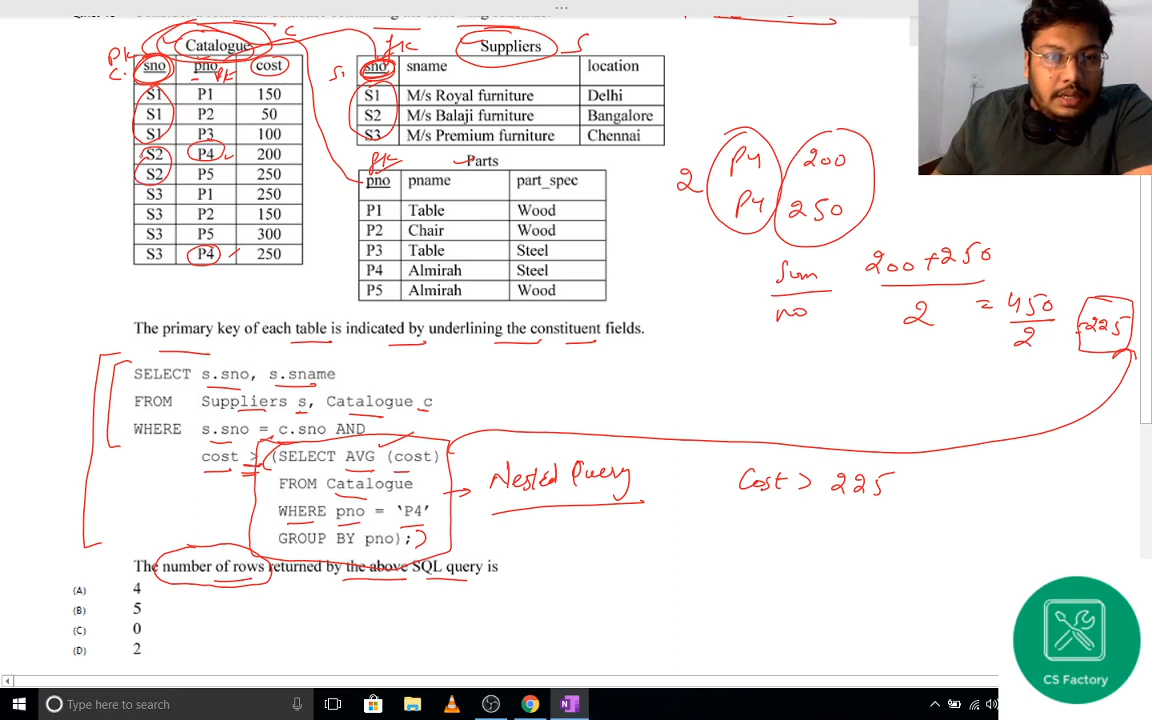 Catalogue
C
PK
C.
sno pno cost
fk
S1 P1 150
S1 P2 50
S1 P3 100
S2 P4 200
S2 P5 250
S3 P1 250
S3 P2 150
S3 P5 300
S3 P4 250
Suppliers S
S.
sno sname location
S1 M/s Royal furniture Delhi
S2 M/s Balaji furniture Bangalore
S3 M/s Premium furniture Chennai
Parts
pno pname part_spec
P1 Table Wood
P2 Chair Wood
P3 Table Steel
P4 Almirah Steel
P5 Almirah Wood
2 P4 200
P4 250
Sum
no
200 + 250
2
= 450
2
= 225
The primary key of each table is indicated by underlining the constituent fields.
SELECT s.sno, s.sname
FROM Suppliers s, Catalogue c
WHERE s.sno = c.sno AND
cost > (SELECT AVG (cost)
FROM Catalogue
WHERE pno = ‘P4’
GROUP BY pno);
)
Nested Query
Cost > 225
The number of rows returned by the above SQL query is
(A) 4
(B) 5
(C) 0
(D) 2
CS Factory
Type here to search